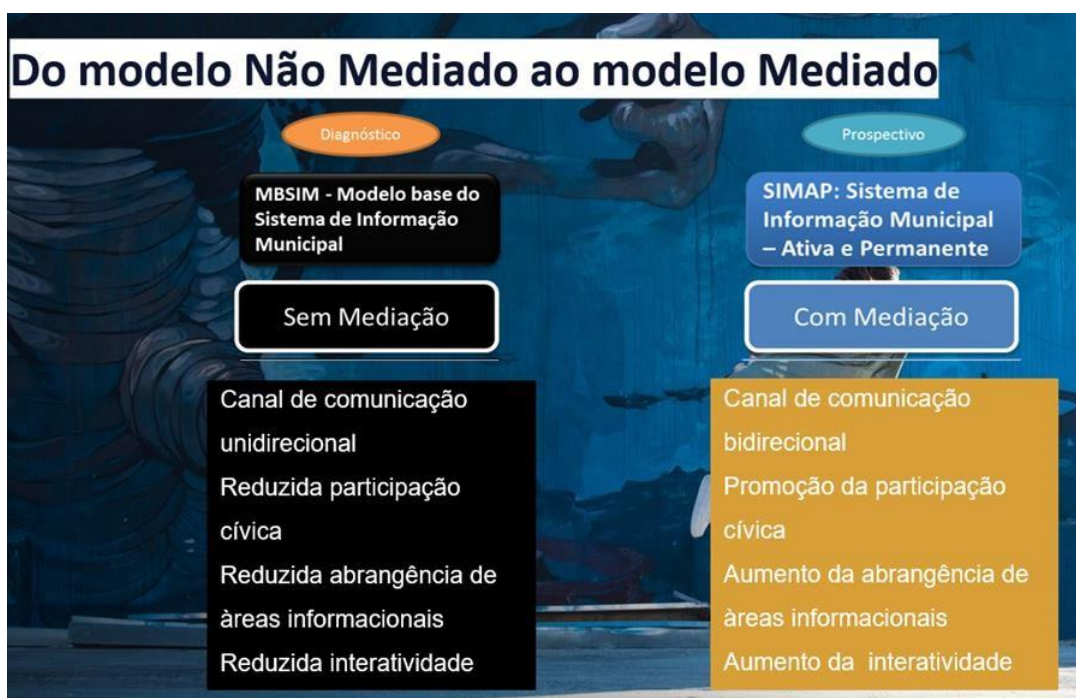 Do modelo Não Mediado ao modelo Mediado
Diagnóstico
MBSIM - Modelo base do
Sistema de Informação
Municipal
Sem Mediação
Canal de comunicação
unidirecional
Reduzida participação
cívica
Reduzida abrangência de
àreas informacionais
Reduzida interatividade
Prospectivo
SIMAP: Sistema de
Informação Municipal
– Ativa e Permanente
Com Mediação
Canal de comunicação
bidirecional
Promoção da participação
cívica
Aumento da abrangência de
àreas informacionais
Aumento da interatividade